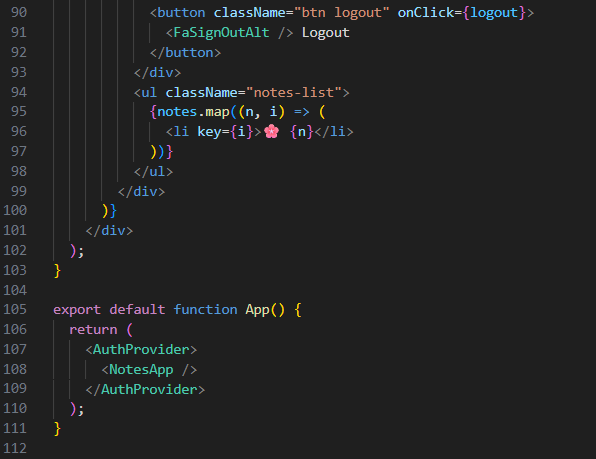 90 <button className="btn logout" onClick={logout}>
91 <FaSignOutAlt /> Logout
92 </button>
93 </div>
94 <ul className="notes-list">
95 {notes.map((n, i) => (
96 <li key={i}>🌸 {n}</li>
97 ))}
98 </ul>
99 </div>
100 )}
101 </div>
102 );
103 }
104
105 export default function App() {
106 return (
107 <AuthProvider>
108 <NotesApp />
109 </AuthProvider>
110 );
111 }
112